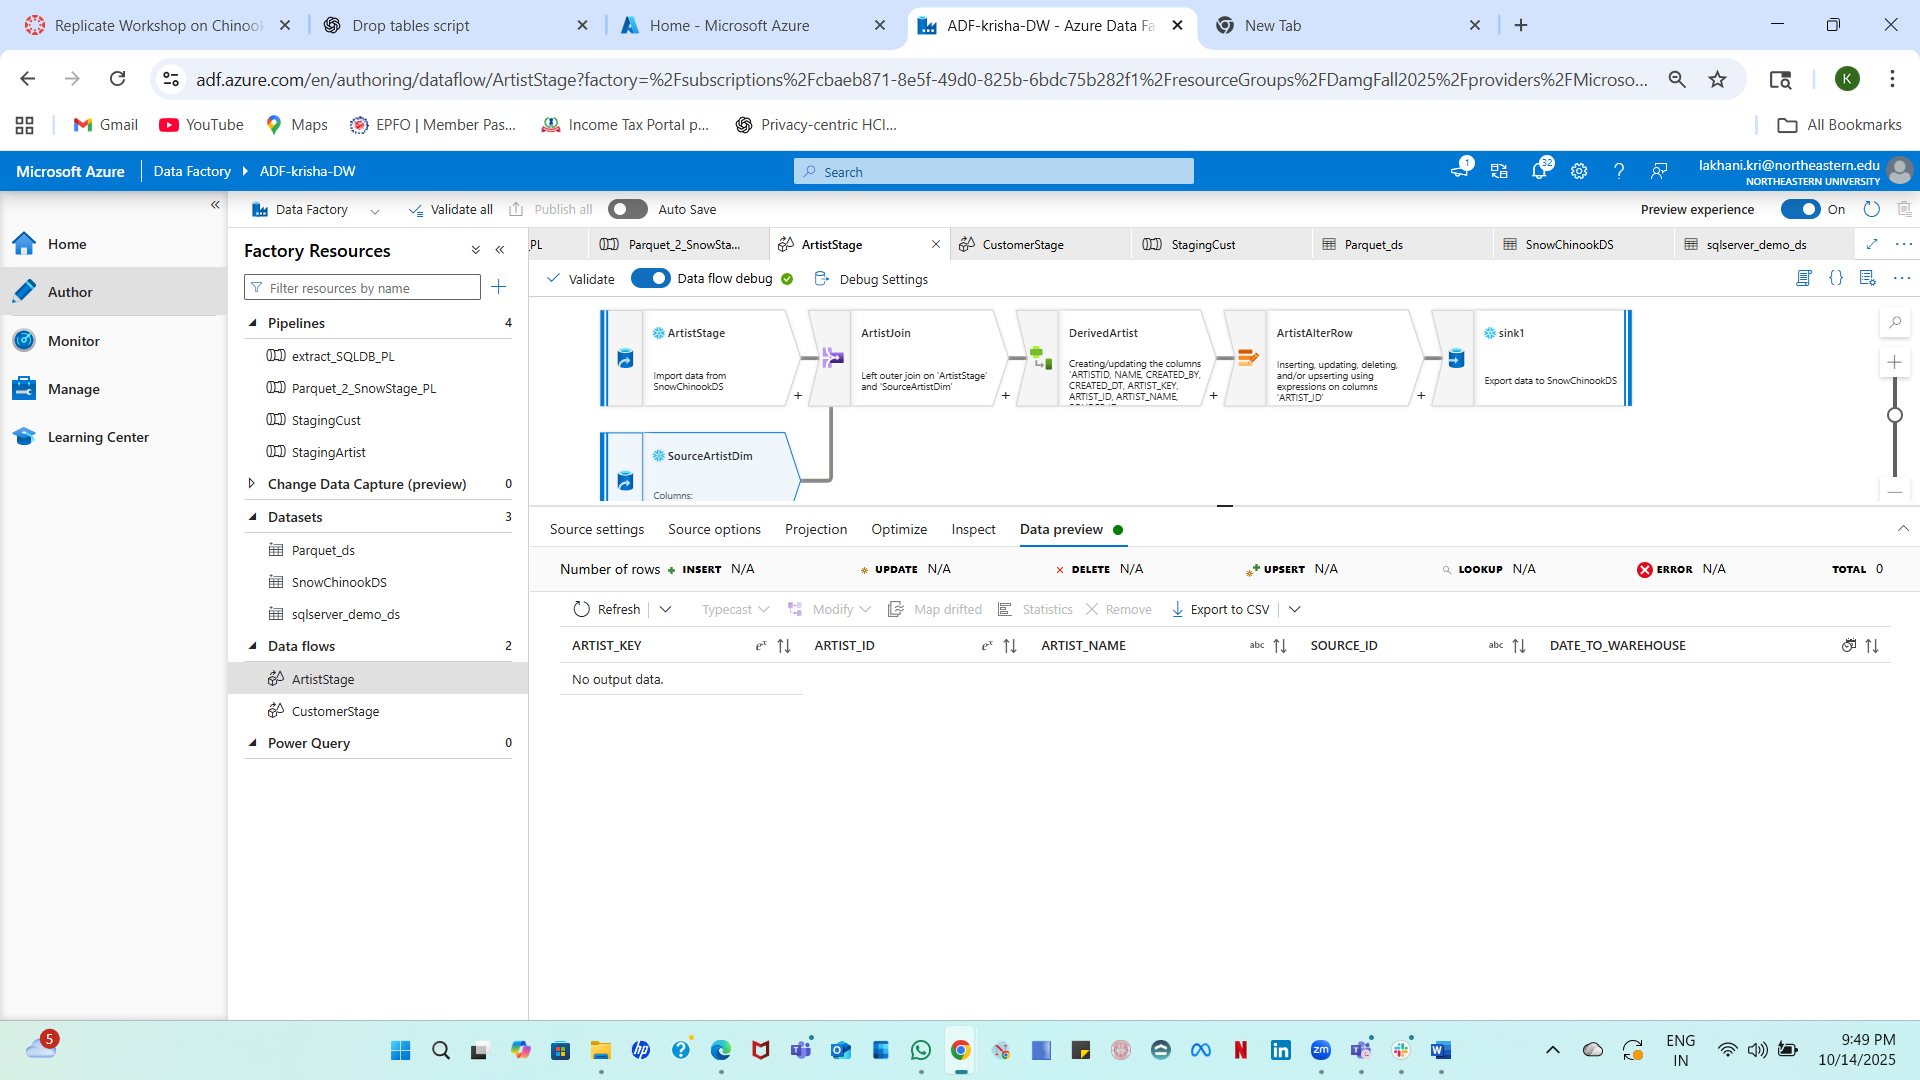 Replicate Workshop on Chinook
Drop tables script
Home - Microsoft Azure
ADF-krisha-DW - Azure Data Fa
New Tab
adf.azure.com/en/authoring/dataflow/ArtistStage?factory=%2Fsubscriptions%2Fcbaeb871-8e5f-49d0-825b-6bdc75b282f1%2FresourceGroups%2FDamgFall2025%2Fproviders%2FMicroso...
K
Gmail
YouTube
Maps
EPFO | Member Pas...
Income Tax Portal p...
Privacy-centric HCI...
All Bookmarks
Microsoft Azure
Data Factory
ADF-krisha-DW
Search
1
32
lakhani.kri@northeastern.edu
NORTHEASTERN UNIVERSITY
Home
Author
Monitor
Manage
Learning Center
Data Factory
Validate all
Publish all
Auto Save
Preview experience
On
Factory Resources
Filter resources by name
Pipelines 4
extract_SQLDB_PL
Parquet_2_SnowStage_PL
StagingCust
StagingArtist
Change Data Capture (preview) 0
Datasets 3
Parquet_ds
SnowChinookDS
sqlserver_demo_ds
Data flows 2
ArtistStage
CustomerStage
Power Query 0
_PL
Parquet_2_SnowSta...
ArtistStage
CustomerStage
StagingCust
Parquet_ds
SnowChinookDS
sqlserver_demo_ds
Validate
Data flow debug
Debug Settings
ArtistStage
Import data from
SnowChinookDS
ArtistJoin
Left outer join on 'ArtistStage'
and 'SourceArtistDim'
DerivedArtist
Creating/updating the columns
'ARTISTID, NAME, CREATED_BY,
CREATED_DT, ARTIST_KEY,
ARTIST_ID, ARTIST_NAME,
ArtistAlterRow
Inserting, updating, deleting,
and/or upserting using
expressions on columns
'ARTIST_ID'
sink1
Export data to SnowChinookDS
SourceArtistDim
Columns:
Source settings
Source options
Projection
Optimize
Inspect
Data preview
Number of rows
INSERT N/A
UPDATE N/A
DELETE N/A
UPSERT N/A
LOOKUP N/A
ERROR N/A
TOTAL 0
Refresh
Typecast
Modify
Map drifted
Statistics
Remove
Export to CSV
ARTIST_KEY
ARTIST_ID
ARTIST_NAME abc
SOURCE_ID abc
DATE_TO_WAREHOUSE
No output data.
5
ENG
IN
9:49 PM
10/14/2025